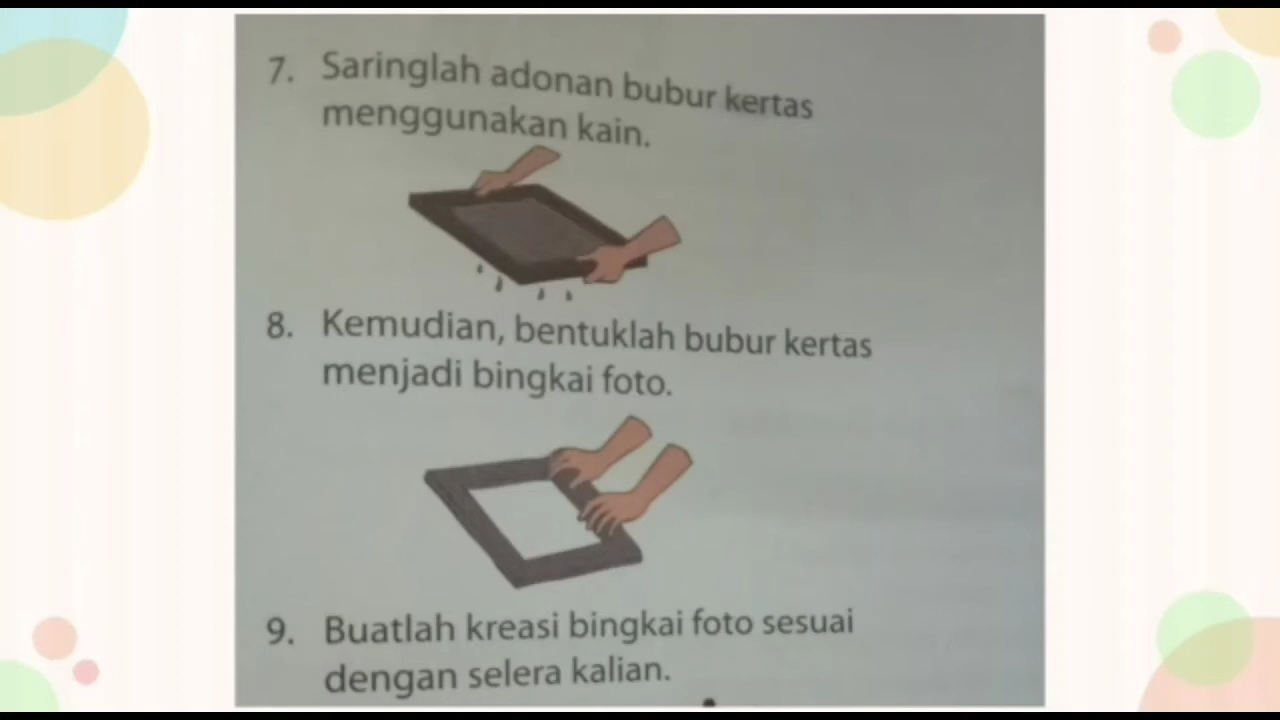 7. Saringlah adonan bubur kertas
menggunakan kain.
8. Kemudian, bentuklah bubur kertas
menjadi bingkai foto.
9. Buatlah kreasi bingkai foto sesuai
dengan selera kalian.